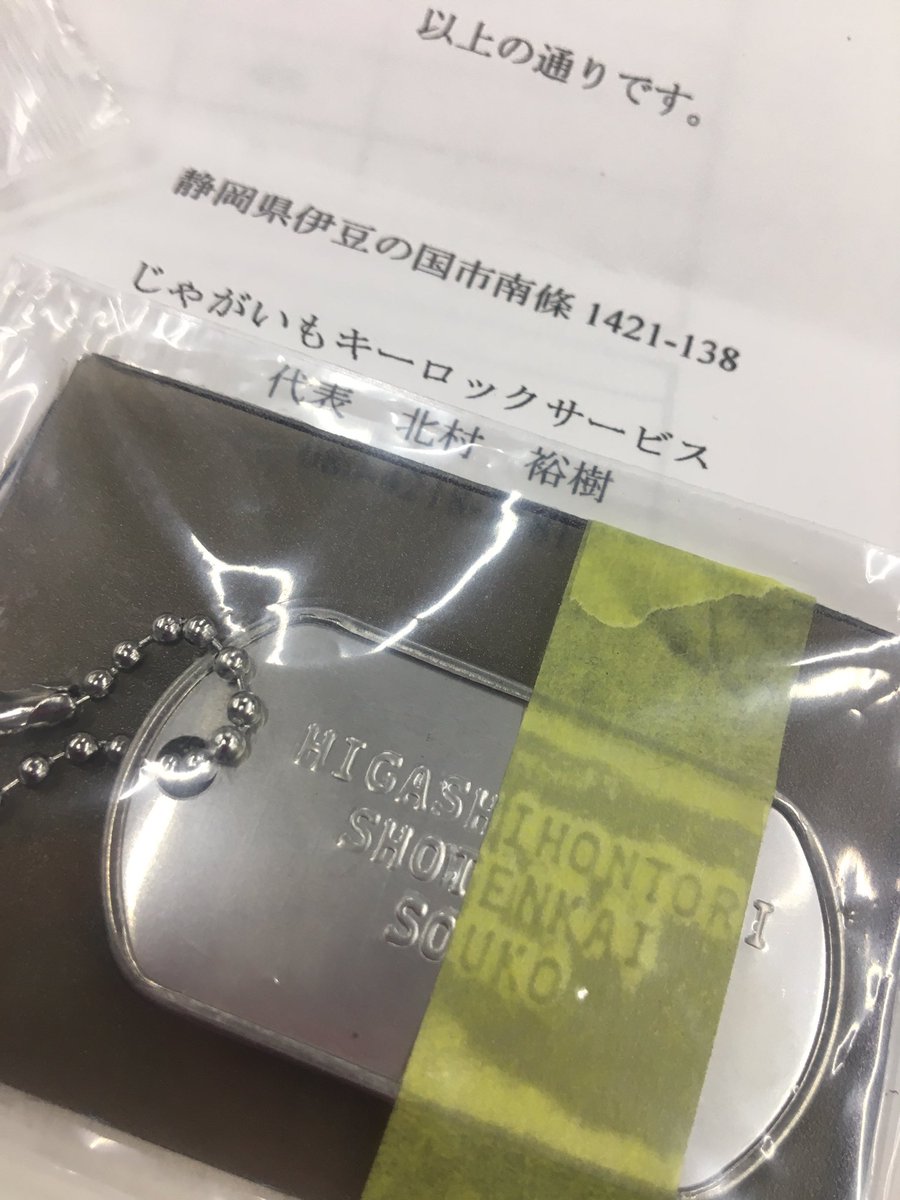 以上の通りです。
静岡県伊豆の国市南條 1421-138
じゃがいもキーロックサービス
代表 北村 裕樹
HIGASHIHONTORI
SHOTENKAI
SOUKO